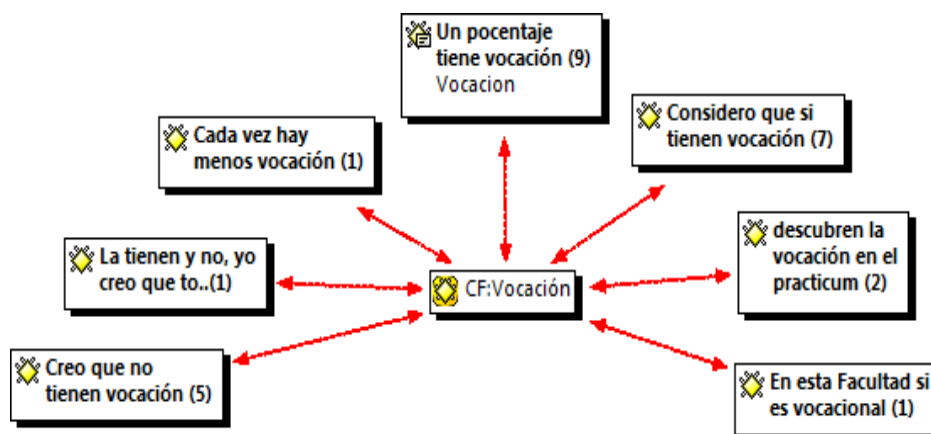 Un pocentaje
tiene vocación (9)
Vocacion
Considero que si
tienen vocación (7)
Cada vez hay
menos vocación (1)
descubren la
vocación en el
practicum (2)
La tienen y no, yo
creo que to..(1)
CF:Vocación
Creo que no
tienen vocación (5)
En esta Facultad si
es vocacional (1)